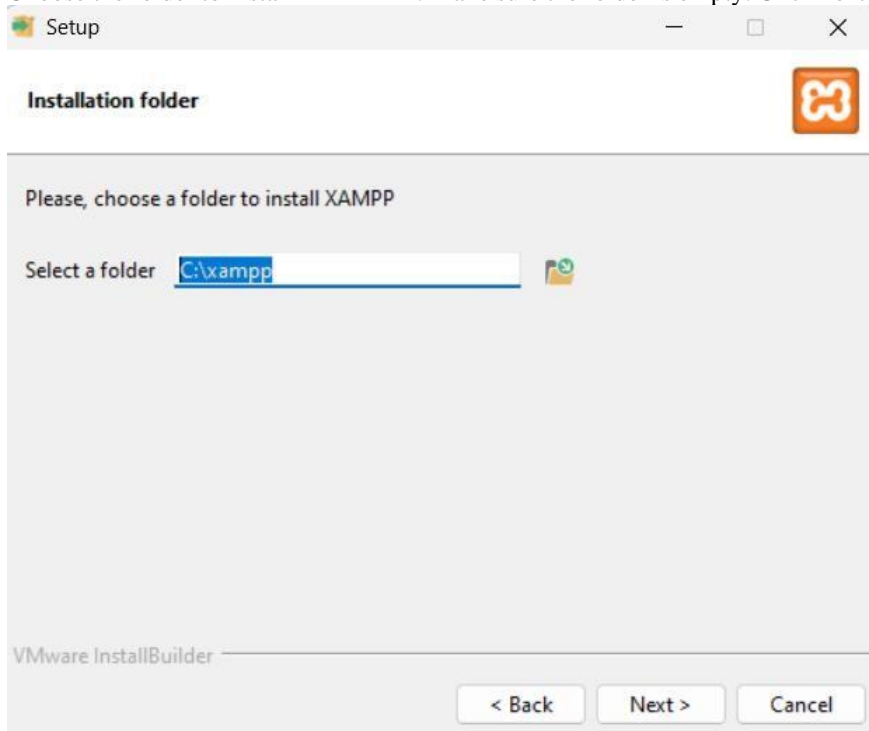 Setup
Installation folder
Please, choose a folder to install XAMPP
Select a folder C:\xampp
VMware InstallBuilder
< Back Next > Cancel